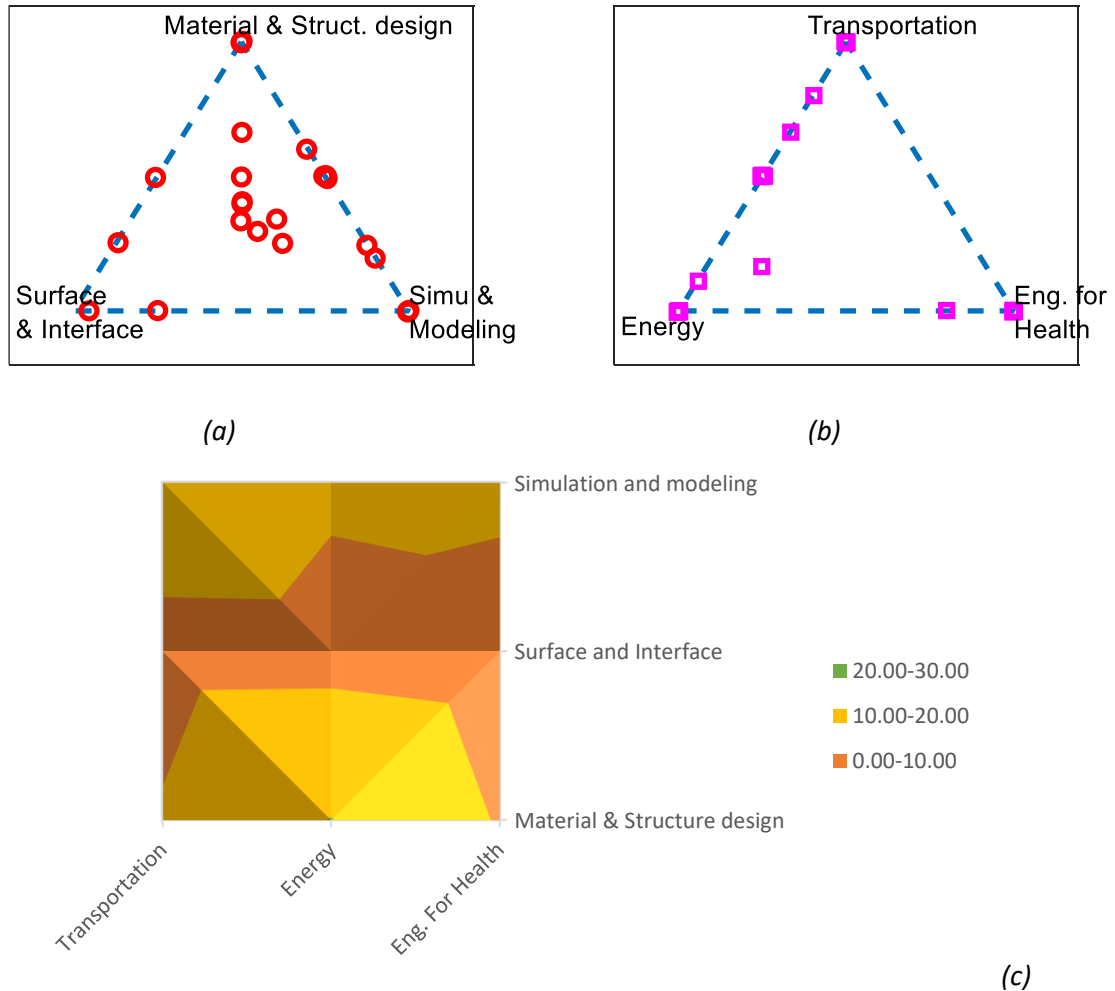 Material & Struct. design
Surface
& Interface
Simu &
Modeling
(a)
Transportation
Energy
Eng. for
Health
(b)
Simulation and modeling
Surface and Interface
Material & Structure design
Transportation
Energy
Eng. For Health
20.00-30.00
10.00-20.00
0.00-10.00
(c)